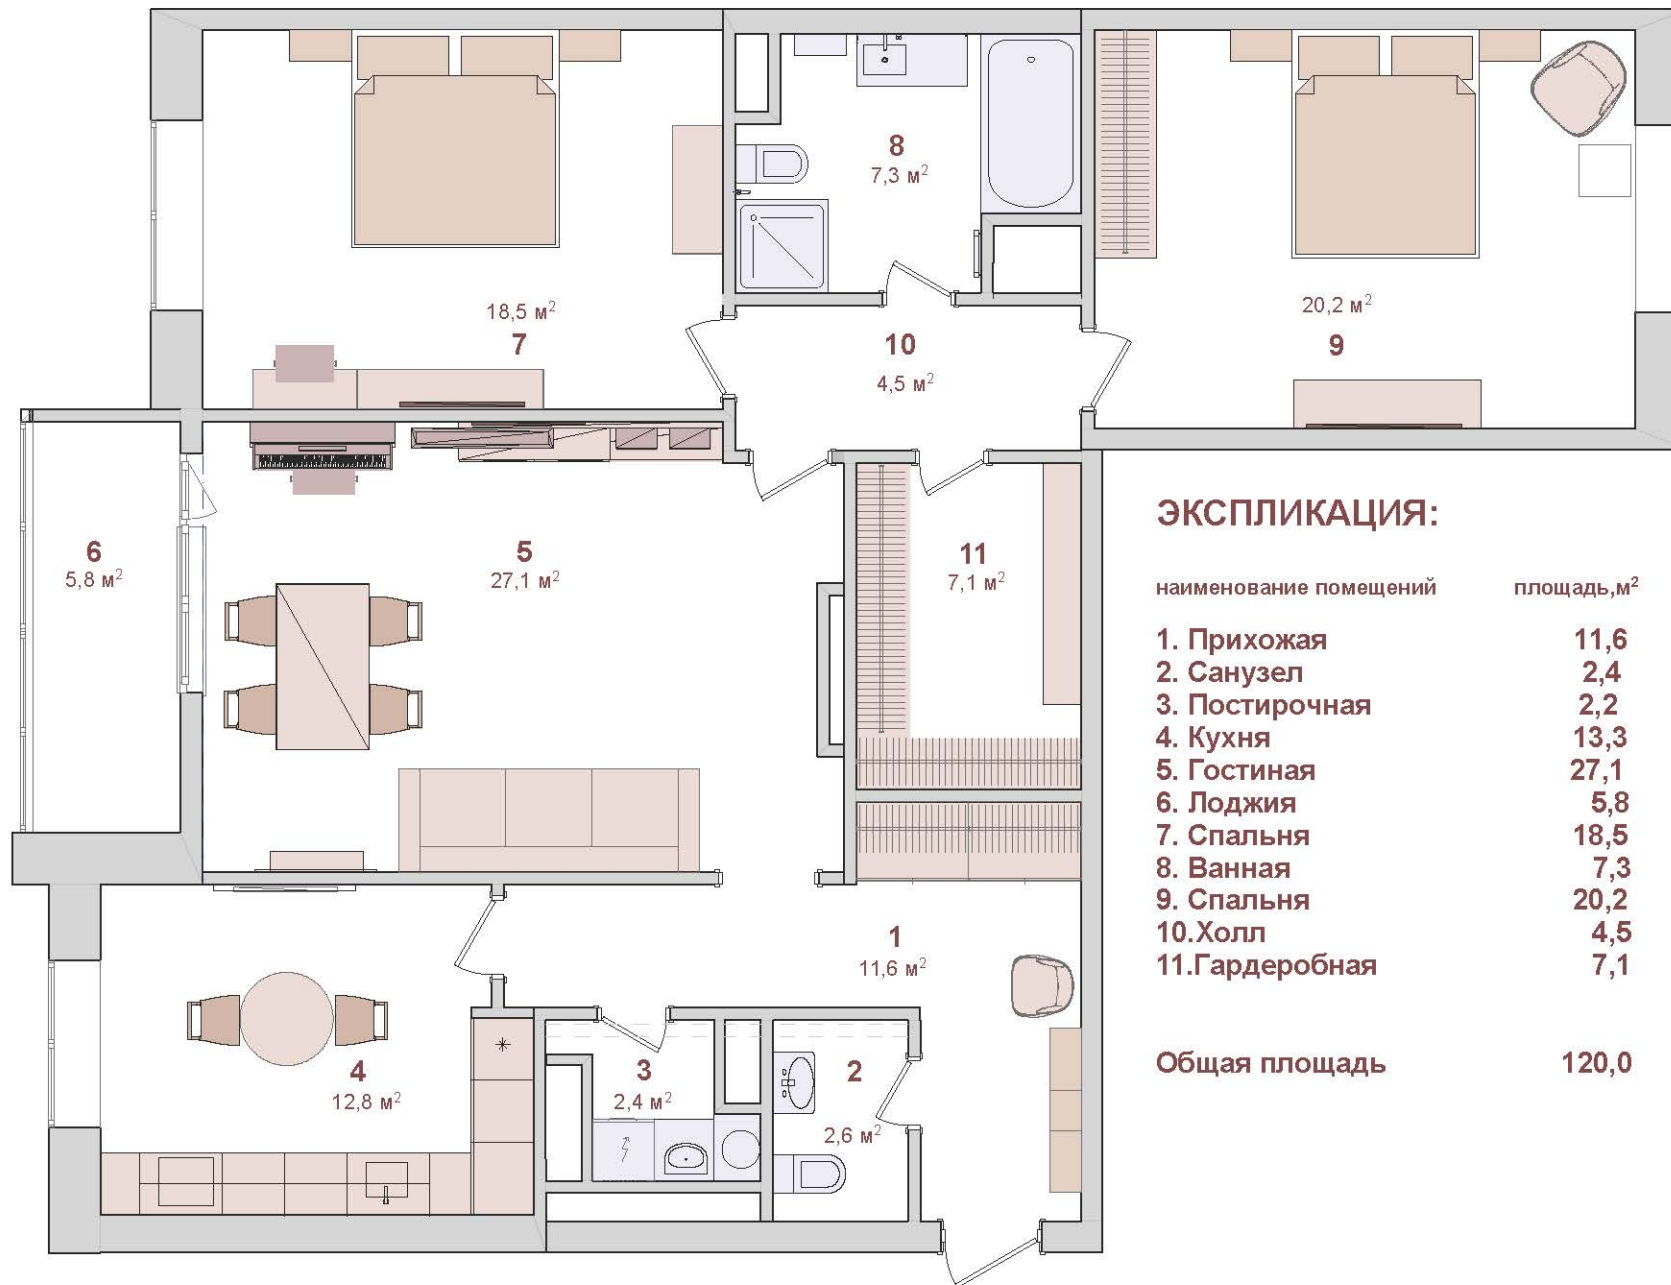 8
7,3 м²
18,5 м²
7
10
4,5 м²
20,2 м²
9
6
5,8 м²
5
27,1 м²
11
7,1 м²
1
11,6 м²
4
12,8 м²
3
2,4 м²
2
2,6 м²
ЭКСПЛИКАЦИЯ:
наименование помещений площадь,м²
1. Прихожая 11,6
2. Санузел 2,4
3. Постирочная 2,2
4. Кухня 13,3
5. Гостиная 27,1
6. Лоджия 5,8
7. Спальня 18,5
8. Ванная 7,3
9. Спальня 20,2
10.Холл 4,5
11.Гардеробная 7,1
Общая площадь 120,0